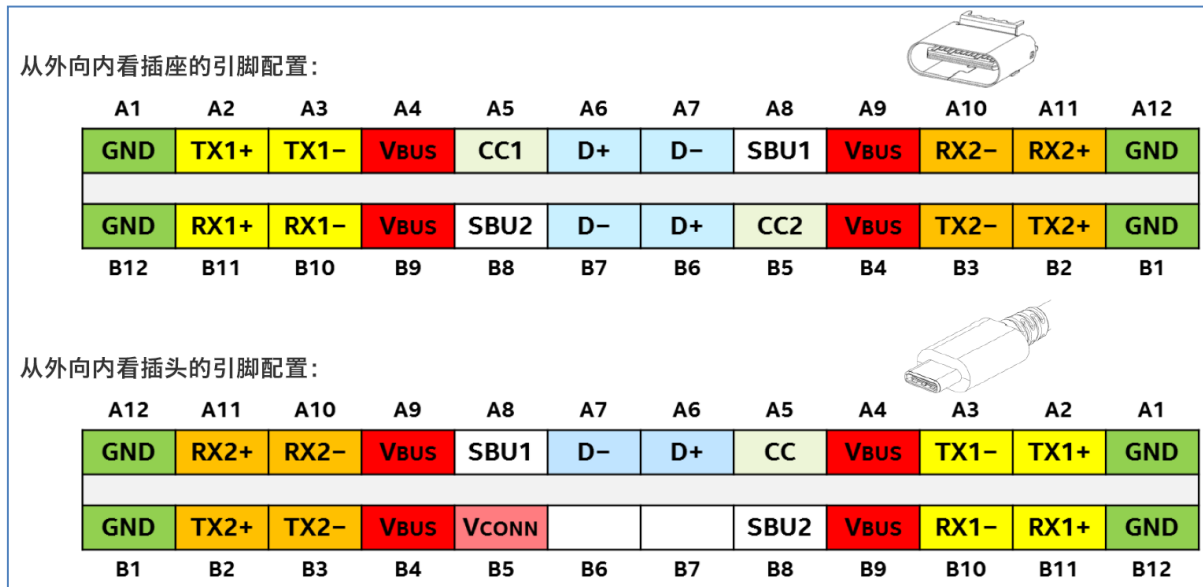 从外向内看插座的引脚配置：
A1 A2 A3 A4 A5 A6 A7 A8 A9 A10 A11 A12
GND TX1+ TX1− VBUS CC1 D+ D− SBU1 VBUS RX2− RX2+ GND
GND RX1+ RX1− VBUS SBU2 D− D+ CC2 VBUS TX2− TX2+ GND
B12 B11 B10 B9 B8 B7 B6 B5 B4 B3 B2 B1
从外向内看插头的引脚配置：
A12 A11 A10 A9 A8 A7 A6 A5 A4 A3 A2 A1
GND RX2+ RX2− VBUS SBU1 D− D+ CC VBUS TX1− TX1+ GND
GND TX2+ TX2− VBUS VCONN SBU2 VBUS RX1− RX1+ GND
B1 B2 B3 B4 B5 B6 B7 B8 B9 B10 B11 B12